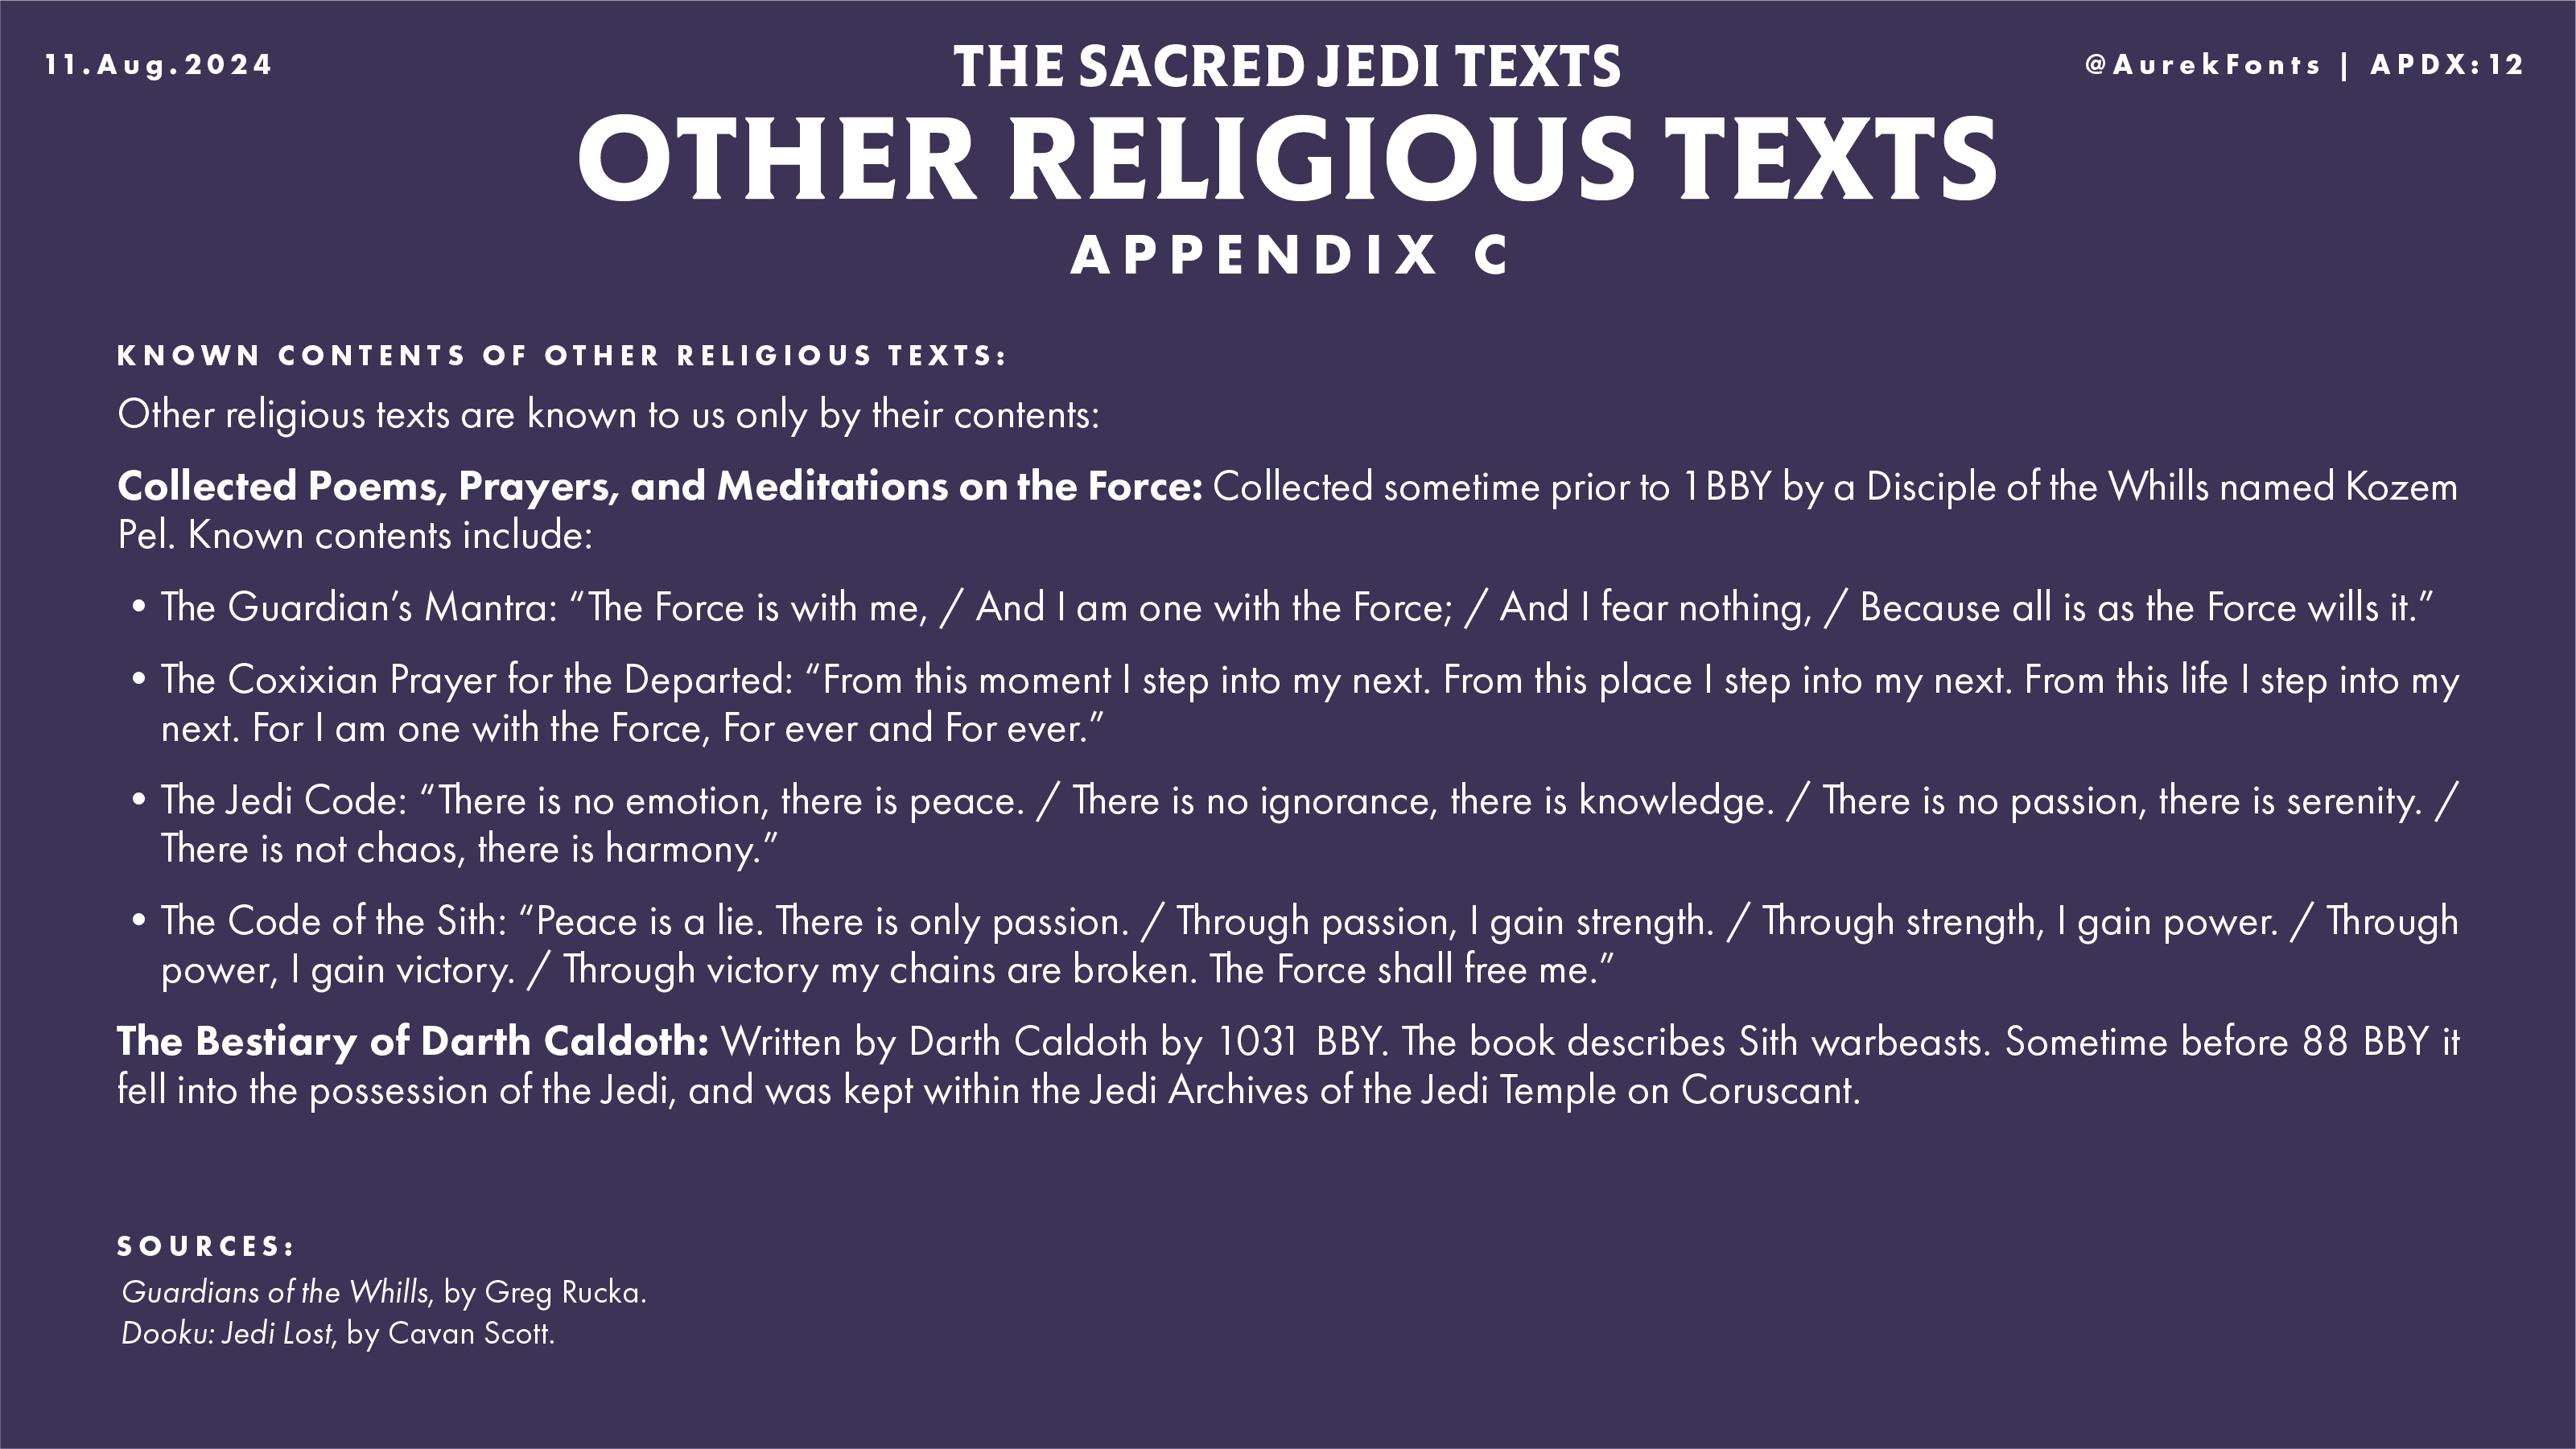 11.Aug.2024
THE SACRED JEDI TEXTS
@AurekFonts | APDX:12
OTHER RELIGIOUS TEXTS
APPENDIX C
KNOWN CONTENTS OF OTHER RELIGIOUS TEXTS:
Other religious texts are known to us only by their contents:
Collected Poems, Prayers, and Meditations on the Force: Collected sometime prior to 1BBY by a Disciple of the Whills named Kozem
Pel. Known contents include:
• The Guardian’s Mantra: “The Force is with me, / And I am one with the Force; / And I fear nothing, / Because all is as the Force wills it.”
• The Coxixian Prayer for the Departed: “From this moment I step into my next. From this place I step into my next. From this life I step into my
next. For I am one with the Force, For ever and For ever.”
• The Jedi Code: “There is no emotion, there is peace. / There is no ignorance, there is knowledge. / There is no passion, there is serenity. /
There is not chaos, there is harmony.”
• The Code of the Sith: “Peace is a lie. There is only passion. / Through passion, I gain strength. / Through strength, I gain power. / Through
power, I gain victory. / Through victory my chains are broken. The Force shall free me.”
The Bestiary of Darth Caldoth: Written by Darth Caldoth by 1031 BBY. The book describes Sith warbeasts. Sometime before 88 BBY it
fell into the possession of the Jedi, and was kept within the Jedi Archives of the Jedi Temple on Coruscant.
SOURCES:
Guardians of the Whills, by Greg Rucka.
Dooku: Jedi Lost, by Cavan Scott.